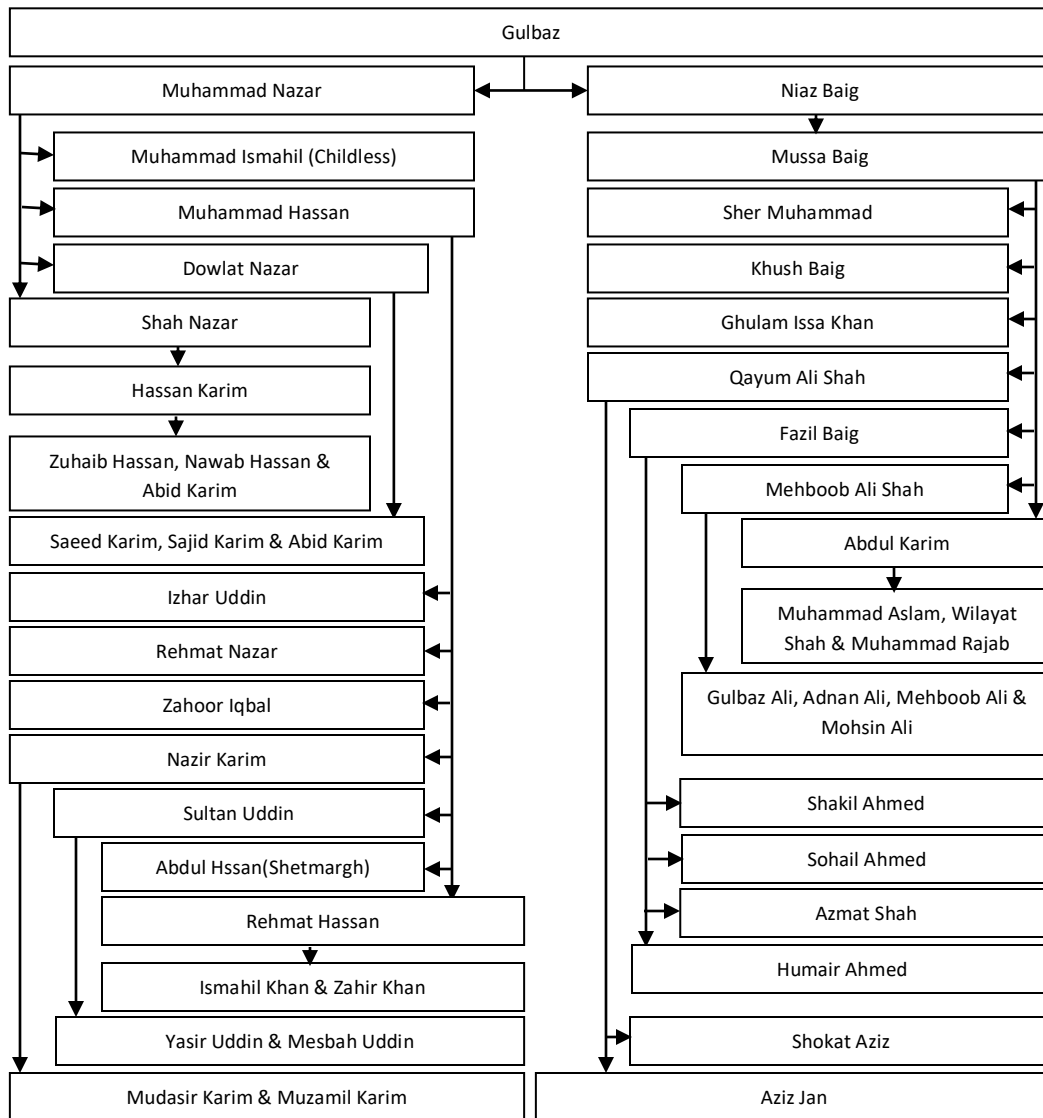 Gulbaz
Muhammad Nazar
Niaz Baig
Muhammad Ismahil (Childless)
Mussa Baig
Muhammad Hassan
Sher Muhammad
Dowlat Nazar
Khush Baig
Shah Nazar
Ghulam Issa Khan
Hassan Karim
Qayum Ali Shah
Fazil Baig
Zuhaib Hassan, Nawab Hassan &
Abid Karim
Mehboob Ali Shah
Saeed Karim, Sajid Karim & Abid Karim
Abdul Karim
Izhar Uddin
Muhammad Aslam, Wilayat
Shah & Muhammad Rajab
Rehmat Nazar
Zahoor Iqbal
Gulbaz Ali, Adnan Ali, Mehboob Ali &
Mohsin Ali
Nazir Karim
Sultan Uddin
Shakil Ahmed
Abdul Hssan(Shetmargh)
Sohail Ahmed
Rehmat Hassan
Azmat Shah
Humair Ahmed
Ismahil Khan & Zahir Khan
Yasir Uddin & Mesbah Uddin
Shokat Aziz
Mudasir Karim & Muzamil Karim
Aziz Jan